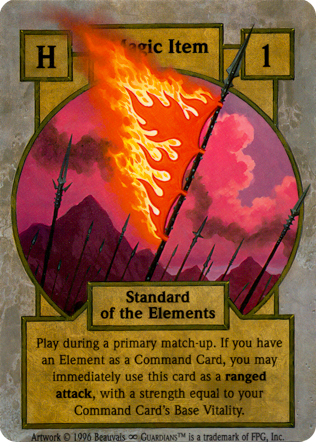 H
Magic Item
1
Standard
of the Elements
Play during a primary match-up. If you have
an Element as a Command Card, you may
immediately use this card as a ranged
attack, with a strength equal to your
Command Card's Base Vitality.
Artwork © 1996 Beauvais ∞ GUARDIANS™ is a trademark of FPG, Inc.